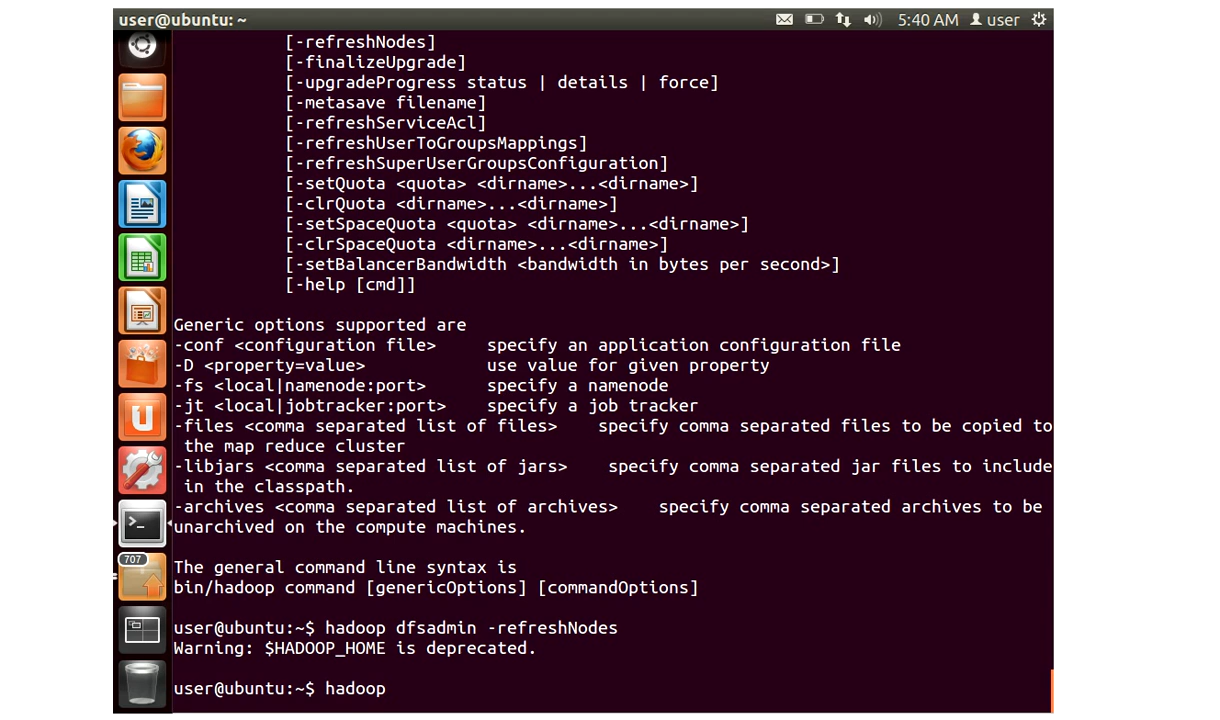 user@ubuntu: ~ 5:40 AM user
[-refreshNodes]
[-finalizeUpgrade]
[-upgradeProgress status | details | force]
[-metasave filename]
[-refreshServiceAcl]
[-refreshUserToGroupsMappings]
[-refreshSuperUserGroupsConfiguration]
[-setQuota <quota> <dirname>...<dirname>]
[-clrQuota <dirname>...<dirname>]
[-setSpaceQuota <quota> <dirname>...<dirname>]
[-clrSpaceQuota <dirname>...<dirname>]
[-setBalancerBandwidth <bandwidth in bytes per second>]
[-help [cmd]]
Generic options supported are
-conf <configuration file>     specify an application configuration file
-D <property=value>            use value for given property
-fs <local|namenode:port>      specify a namenode
-jt <local|jobtracker:port>    specify a job tracker
-files <comma separated list of files>    specify comma separated files to be copied to
the map reduce cluster
-libjars <comma separated list of jars>    specify comma separated jar files to include
in the classpath.
-archives <comma separated list of archives>    specify comma separated archives to be
unarchived on the compute machines.
707
The general command line syntax is
bin/hadoop command [genericOptions] [commandOptions]
user@ubuntu:~$ hadoop dfsadmin -refreshNodes
Warning: $HADOOP_HOME is deprecated.
user@ubuntu:~$ hadoop